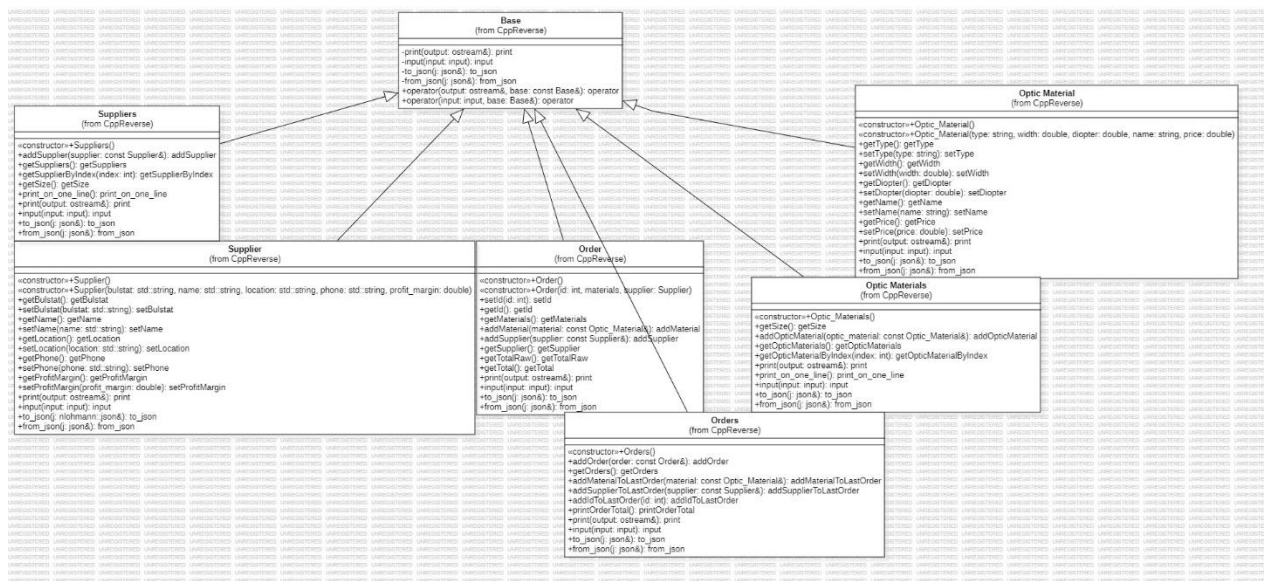 Base
(from CppReverse)
-print(output: ostream&): print
-input(input: input): input
-to_json(j: json&): to_json
-from_json(j: json&): from_json
+operator(output: ostream&, base: const Base&): operator
+operator(input: input, base: Base&): operator
Suppliers
(from CppReverse)
«constructor»+Suppliers()
+addSupplier(supplier: const Supplier&): addSupplier
+getSuppliers(): getSuppliers
+getSupplierByIndex(index: int): getSupplierByIndex
+getSize(): getSize
+print_on_one_line(): print_on_one_line
+print(output: ostream&): print
+input(input: input): input
+to_json(j: json&): to_json
+from_json(j: json&): from_json
Optic Material
(from CppReverse)
«constructor»+Optic_Material()
«constructor»+Optic_Material(type: string, width: double, diopter: double, name: string, price: double)
+getType(): getType
+setType(type: string): setType
+getWidth(): getWidth
+setWidth(width: double): setWidth
+getDiopter(): getDiopter
+setDiopter(diopter: double): setDiopter
+getName(): getName
+setName(name: string): setName
+getPrice(): getPrice
+setPrice(price: double): setPrice
+print(output: ostream&): print
+input(input: input): input
+to_json(j: json&): to_json
+from_json(j: json&): from_json
Supplier
(from CppReverse)
«constructor»+Supplier()
«constructor»+Supplier(bulstat: std::string, name: std::string, location: std::string, phone: std::string, profit_margin: double)
+getBulstat(): getBulstat
+setBulstat(bulstat: std::string): setBulstat
+getName(): getName
+setName(name: std::string): setName
+getLocation(): getLocation
+setLocation(location: std::string): setLocation
+getPhone(): getPhone
+setPhone(phone: std::string): setPhone
+getProfitMargin(): getProfitMargin
+setProfitMargin(profit_margin: double): setProfitMargin
+print(output: ostream&): print
+input(input: input): input
+to_json(j: nlohmann::json&): to_json
+from_json(j: json&): from_json
Order
(from CppReverse)
«constructor»+Order()
«constructor»+Order(id: int, materials, supplier: Supplier)
+setId(id: int): setId
+getId(): getId
+getMaterials(): getMaterials
+addMaterial(material: const Optic_Material&): addMaterial
+addSupplier(supplier: const Supplier&): addSupplier
+getSupplier(): getSupplier
+getTotalRaw(): getTotalRaw
+getTotal(): getTotal
+print(output: ostream&): print
+input(input: input): input
+to_json(j: json&): to_json
+from_json(j: json&): from_json
Optic Materials
(from CppReverse)
«constructor»+Optic_Materials()
+getSize(): getSize
+addOpticMaterial(optic_material: const Optic_Material&): addOpticMaterial
+getOpticMaterials(): getOpticMaterials
+getOpticMaterialByIndex(index: int): getOpticMaterialByIndex
+print(output: ostream&): print
+print_on_one_line(): print_on_one_line
+input(input: input): input
+to_json(j: json&): to_json
+from_json(j: json&): from_json
Orders
(from CppReverse)
«constructor»+Orders()
+addOrder(order: const Order&): addOrder
+getOrders(): getOrders
+addMaterialToLastOrder(material: const Optic_Material&): addMaterialToLastOrder
+addSupplierToLastOrder(supplier: const Supplier&): addSupplierToLastOrder
+addIdToLastOrder(id: int): addIdToLastOrder
+printOrderTotal(): printOrderTotal
+print(output: ostream&): print
+input(input: input): input
+to_json(j: json&): to_json
+from_json(j: json&): from_json
UNREGISTERED